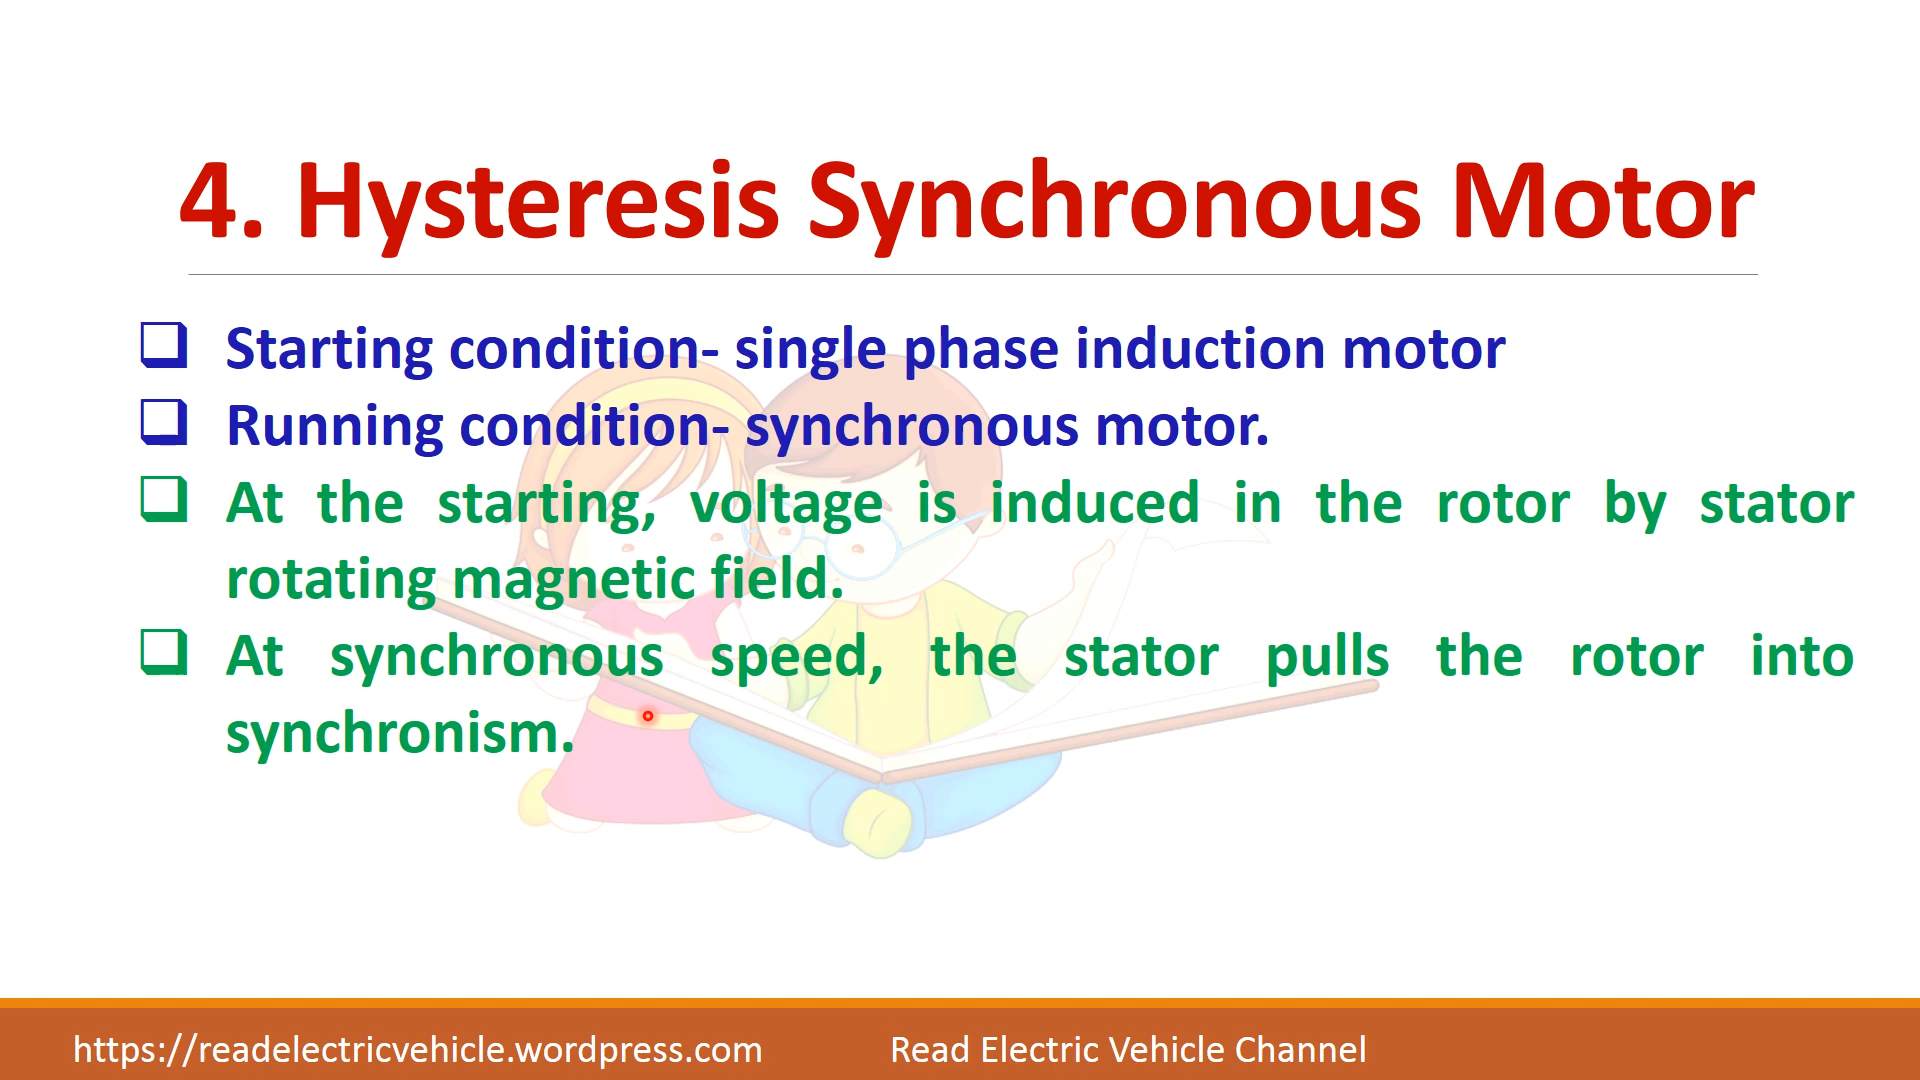 4. Hysteresis Synchronous Motor
Starting condition- single phase induction motor
Running condition- synchronous motor.
At the starting, voltage is induced in the rotor by stator
rotating magnetic field.
At synchronous speed, the stator pulls the rotor into
synchronism.
https://readelectricvehicle.wordpress.com
Read Electric Vehicle Channel